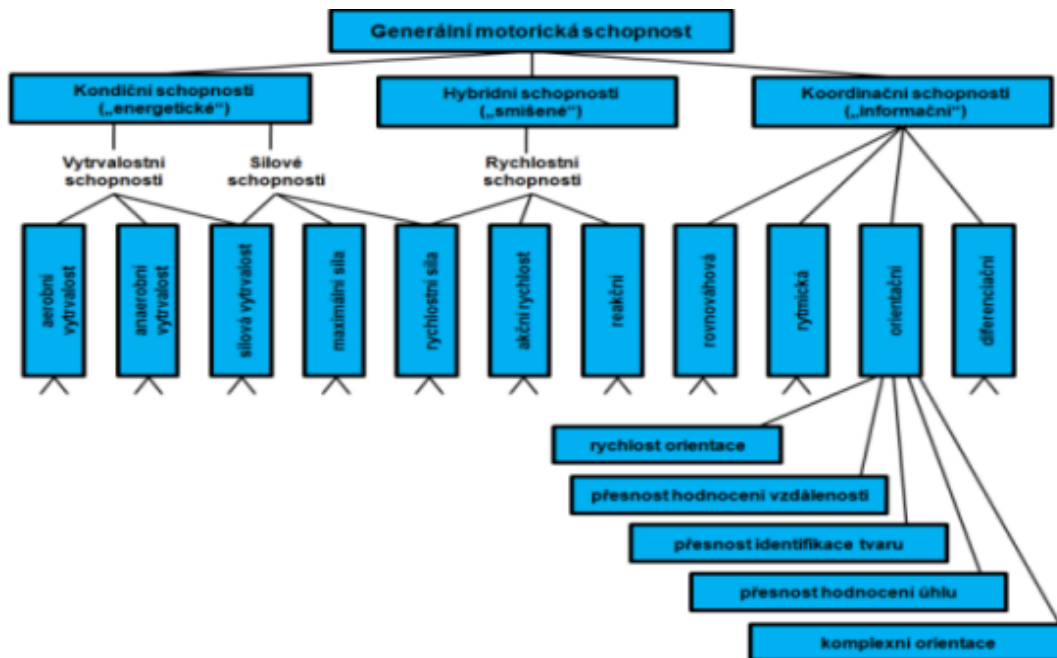 Generální motorická schopnost
Kondiční schopnosti
(„energetické“)
Hybridní schopnosti
(„smíšené“)
Koordinační schopnosti
(„informační“)
Vytrvalostní
schopnosti
Silové
schopnosti
Rychlostní
schopnosti
aerobní
vytrvalost
anaerobní
vytrvalost
silová vytrvalost
maximální síla
rychlostní síla
akční rychlost
reakční
rovnováhová
rytmická
orientační
diferenciační
rychlost orientace
přesnost hodnocení vzdálenosti
přesnost identifikace tvaru
přesnost hodnocení úhlu
komplexní orientace